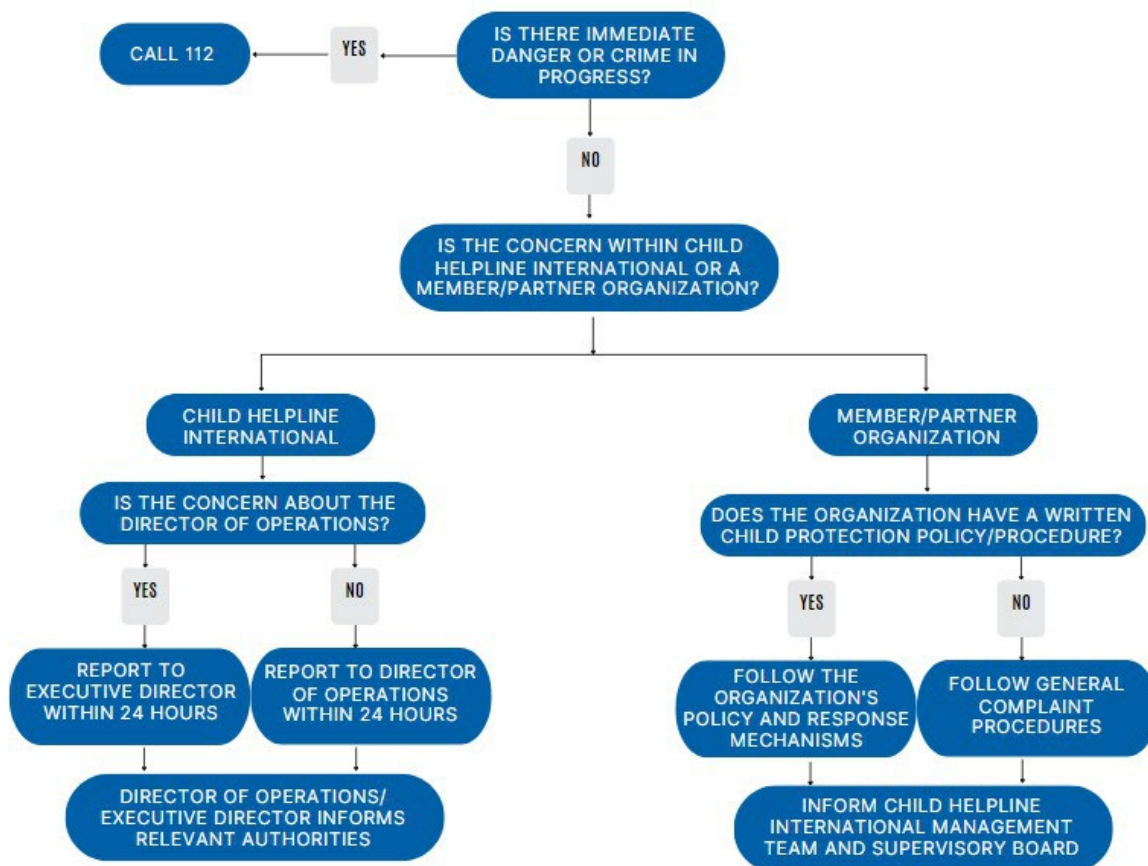 IS THERE IMMEDIATE
DANGER OR CRIME IN
PROGRESS?
YES
CALL 112
NO
IS THE CONCERN WITHIN CHILD
HELPLINE INTERNATIONAL OR A
MEMBER/PARTNER ORGANIZATION?
CHILD HELPLINE
INTERNATIONAL
IS THE CONCERN ABOUT THE
DIRECTOR OF OPERATIONS?
YES
NO
REPORT TO
EXECUTIVE DIRECTOR
WITHIN 24 HOURS
REPORT TO DIRECTOR
OF OPERATIONS
WITHIN 24 HOURS
DIRECTOR OF OPERATIONS/
EXECUTIVE DIRECTOR INFORMS
RELEVANT AUTHORITIES
MEMBER/PARTNER
ORGANIZATION
DOES THE ORGANIZATION HAVE A WRITTEN
CHILD PROTECTION POLICY/PROCEDURE?
YES
NO
FOLLOW THE
ORGANIZATION'S
POLICY AND RESPONSE
MECHANISMS
FOLLOW GENERAL
COMPLAINT
PROCEDURES
INFORM CHILD HELPLINE
INTERNATIONAL MANAGEMENT
TEAM AND SUPERVISORY BOARD